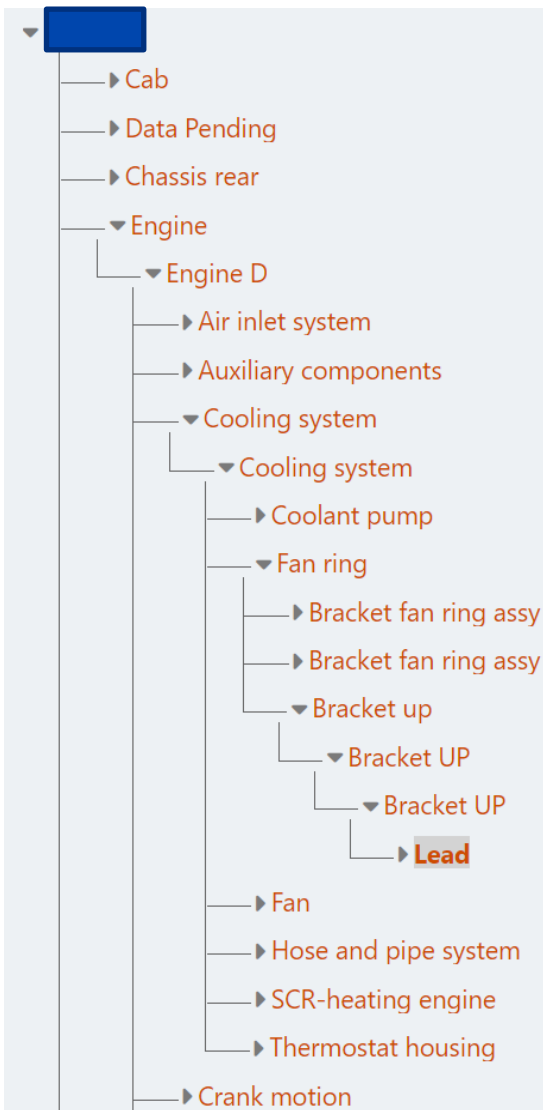 Cab
Data Pending
Chassis rear
Engine
Engine D
Air inlet system
Auxiliary components
Cooling system
Cooling system
Coolant pump
Fan ring
Bracket fan ring assy
Bracket fan ring assy
Bracket up
Bracket UP
Bracket UP
Lead
Fan
Hose and pipe system
SCR-heating engine
Thermostat housing
Crank motion